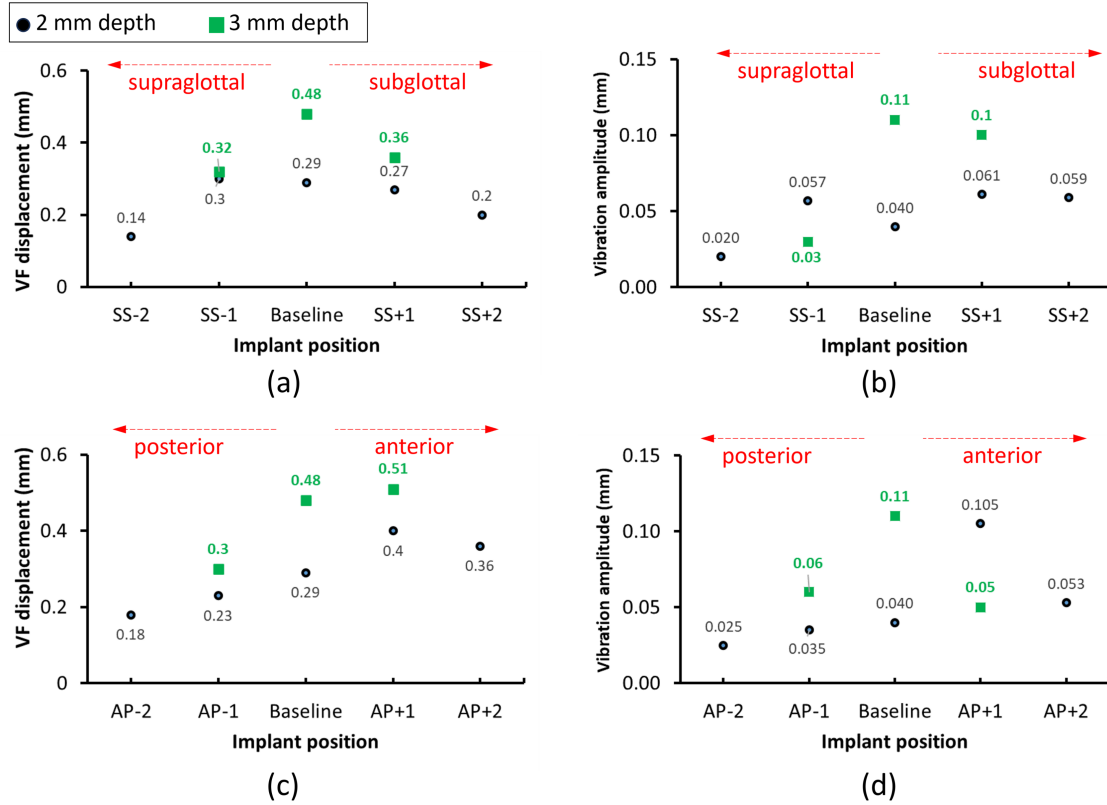 2 mm depth 3 mm depth
supraglottal subglottal
VF displacement (mm)
0.6
0.4
0.2
0
0.14
0.32
0.3
0.48
0.29
0.36
0.27
0.2
SS-2 SS-1 Baseline SS+1 SS+2
Implant position
(a)
supraglottal subglottal
Vibration amplitude (mm)
0.15
0.10
0.05
0.00
0.020
0.057
0.03
0.11
0.040
0.1
0.061
0.059
SS-2 SS-1 Baseline SS+1 SS+2
Implant position
(b)
posterior anterior
VF displacement (mm)
0.6
0.4
0.2
0
0.18
0.3
0.23
0.48
0.29
0.51
0.4
0.36
AP-2 AP-1 Baseline AP+1 AP+2
Implant position
(c)
posterior anterior
Vibration amplitude (mm)
0.15
0.10
0.05
0.00
0.025
0.06
0.035
0.11
0.040
0.105
0.05
0.053
AP-2 AP-1 Baseline AP+1 AP+2
Implant position
(d)